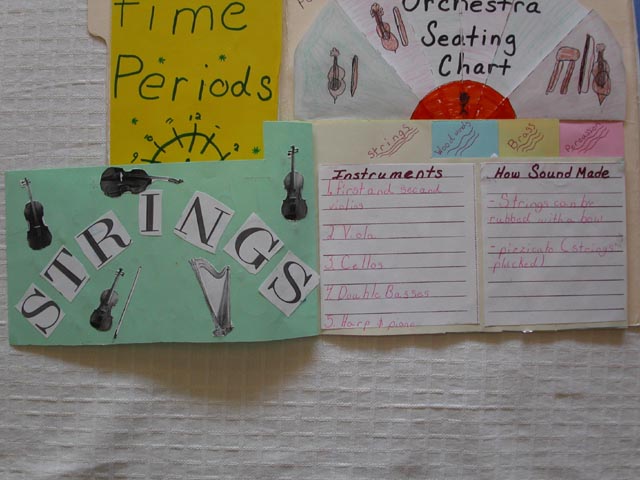 Time
Periods
12
Orchestra
Seating
Chart
Strings
Woodwinds
Brass
Percussion
STRINGS
Instruments
1. First and second
violins
2. Viola
3. Cellos
4. Double Basses
5. Harp & piano
How Sound Made
- Strings can be
rubbed with a bow
- pizzicato (strings
plucked)